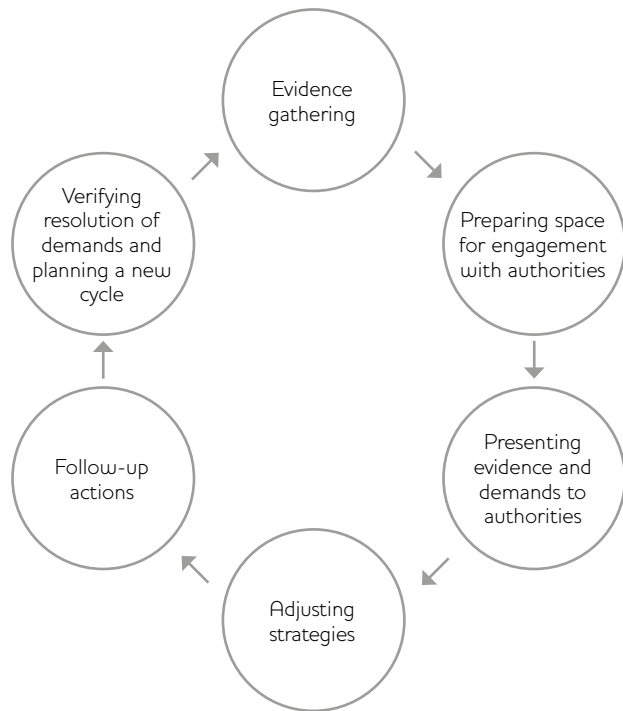 Evidence
gathering
Preparing space
for engagement
with authorities
Presenting
evidence and
demands to
authorities
Adjusting
strategies
Follow-up
actions
Verifying
resolution of
demands and
planning a new
cycle